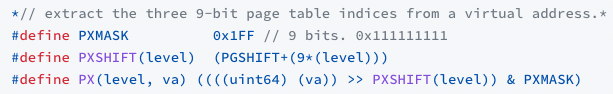 *// extract the three 9-bit page table indices from a virtual address.*
#define PXMASK          0x1FF // 9 bits. 0x111111111
#define PXSHIFT(level)  (PGSHIFT+(9*(level)))
#define PX(level, va) ((((uint64) (va)) >> PXSHIFT(level)) & PXMASK)